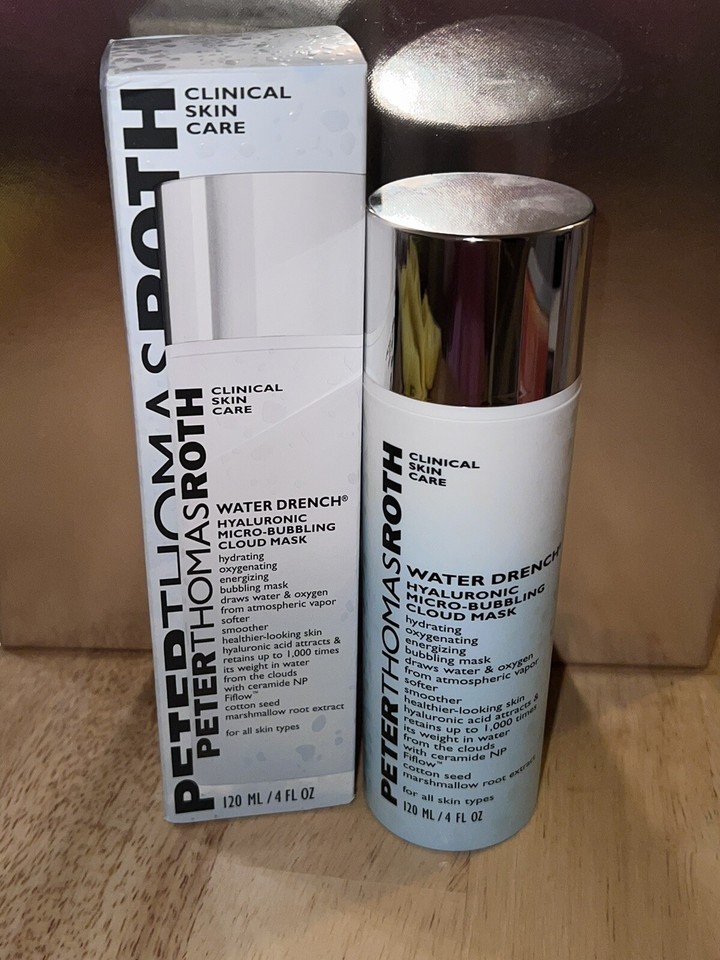 PETERTHOMASROTH
CLINICAL
SKIN
CARE
PETERTHOMASROTH
CLINICAL
SKIN
CARE
WATER DRENCH®
HYALURONIC
MICRO-BUBBLING
CLOUD MASK
hydrating
oxygenating
energizing
bubbling mask
draws water & oxygen
from atmospheric vapor
softer
smoother
healthier-looking skin
hyaluronic acid attracts &
retains up to 1,000 times
its weight in water
from the clouds
with ceramide NP
Fiflow™
cotton seed
marshmallow root extract
for all skin types
120 ML / 4 FL OZ
PETERTHOMASROTH
CLINICAL
SKIN
CARE
WATER DRENCH®
HYALURONIC
MICRO-BUBBLING
CLOUD MASK
hydrating
oxygenating
energizing
bubbling mask
draws water & oxygen
from atmospheric vapor
softer
smoother
healthier-looking skin
hyaluronic acid attracts &
retains up to 1,000 times
its weight in water
from the clouds
with ceramide NP
Fiflow™
cotton seed
marshmallow root extract
for all skin types
120 ML / 4 FL OZ